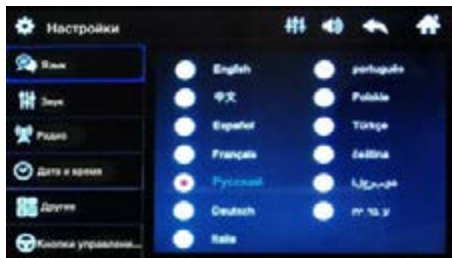 Настройки
Язык
Звук
Радио
Дата и время
Другие
Кнопки управлени...
English
中文
Español
Français
Русский
Deutsch
Italia
português
Polskie
Türkçe
čeština